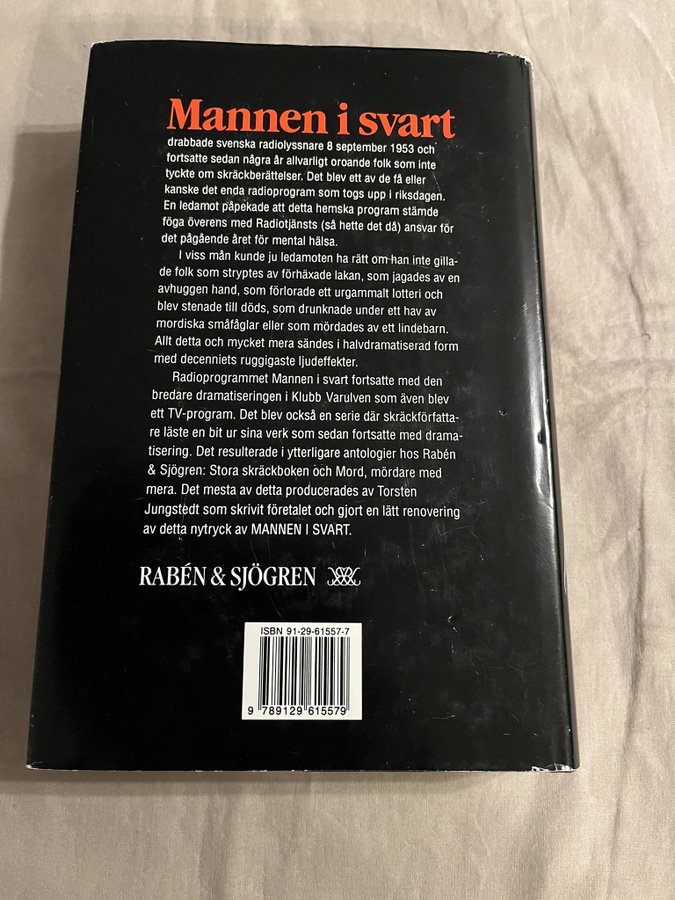 Mannen i svart
drabbade svenska radiolyssnare 8 september 1953 och
fortsatte sedan några år allvarligt oroande folk som inte
tyckte om skräckberättelser. Det blev ett av de få eller
kanske det enda radioprogram som togs upp i riksdagen.
En ledamot påpekade att detta hemska program stämde
föga överens med Radiotjänsts (så hette det då) ansvar för
det pågående året för mental hälsa.
I viss mån kunde ju ledamoten ha rätt om han inte gilla-
de folk som stryptes av förhäxade lakan, som jagades av en
avhuggen hand, som förlorade ett urgammalt lotteri och
blev stenade till döds, som drunknade under ett hav av
mordiska småfåglar eller som mördades av ett lindebarn.
Allt detta och mycket mera sändes i halvdramatiserad form
med decenniets ruggigaste ljudeffekter.
Radioprogrammet Mannen i svart fortsatte med den
bredare dramatiseringen i Klubb Varulven som även blev
ett TV-program. Det blev också en serie där skräckförfatta-
re läste en bit ur sina verk som sedan fortsatte med drama-
tisering. Det resulterade i ytterligare antologier hos Rabén
& Sjögren: Stora skräckboken och Mord, mördare med
mera. Det mesta av detta producerades av Torsten
Jungstedt som skrivit företalet och gjort en lätt renovering
av detta nytryck av MANNEN I SVART.
RABÉN & SJÖGREN
ISBN 91-29-61557-7
9 789129 615579